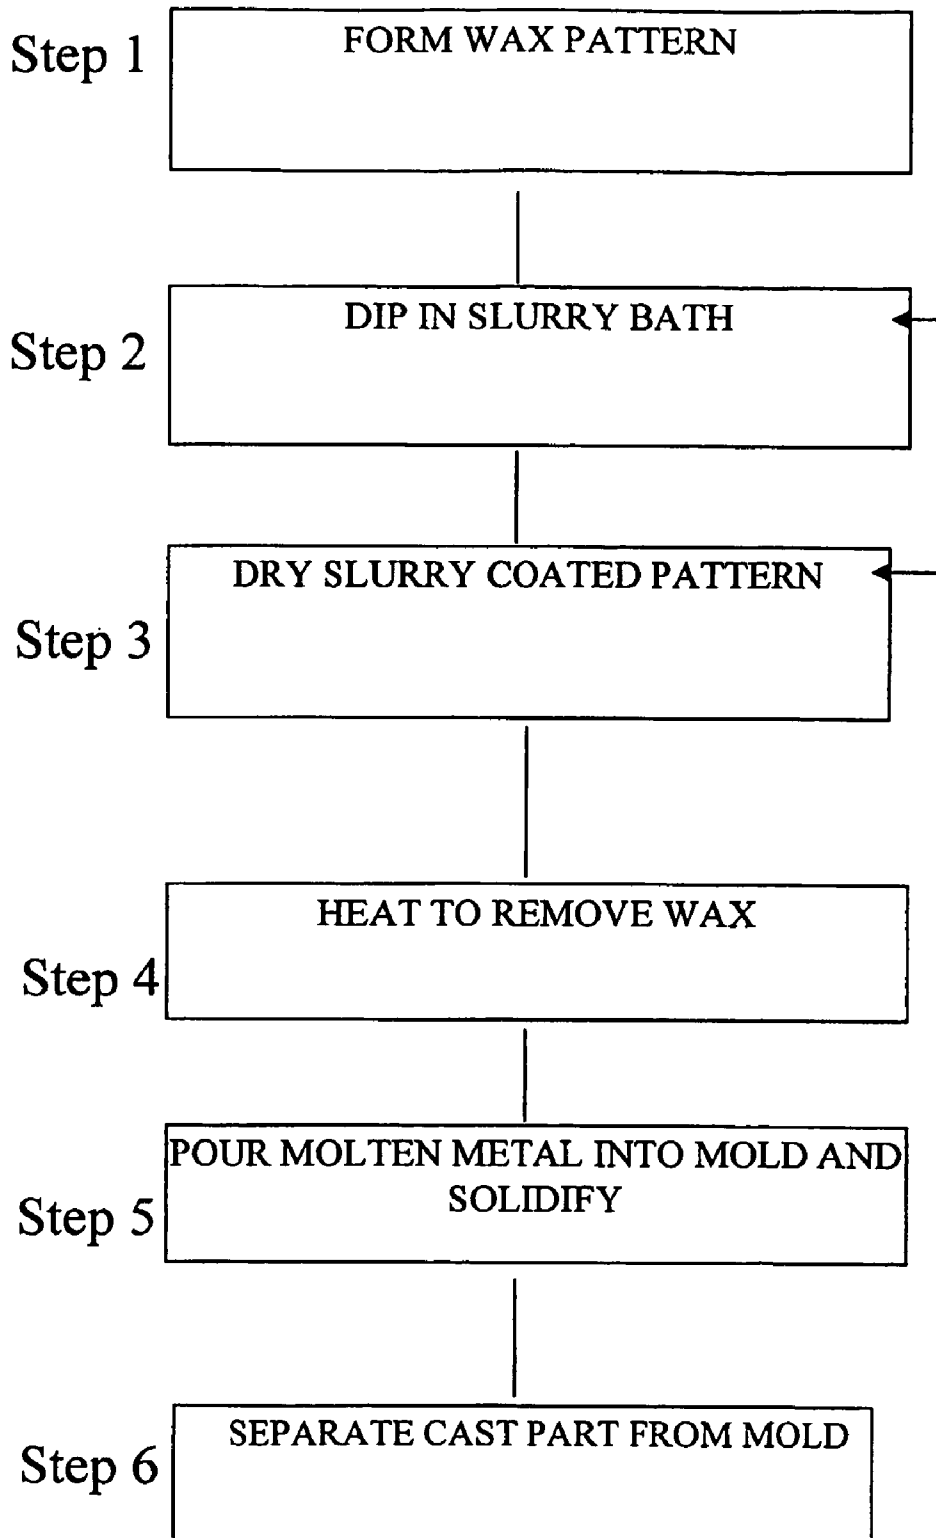 Step 1
FORM WAX PATTERN
Step 2
DIP IN SLURRY BATH
Step 3
DRY SLURRY COATED PATTERN
Step 4
HEAT TO REMOVE WAX
Step 5
POUR MOLTEN METAL INTO MOLD AND
SOLIDIFY
Step 6
SEPARATE CAST PART FROM MOLD